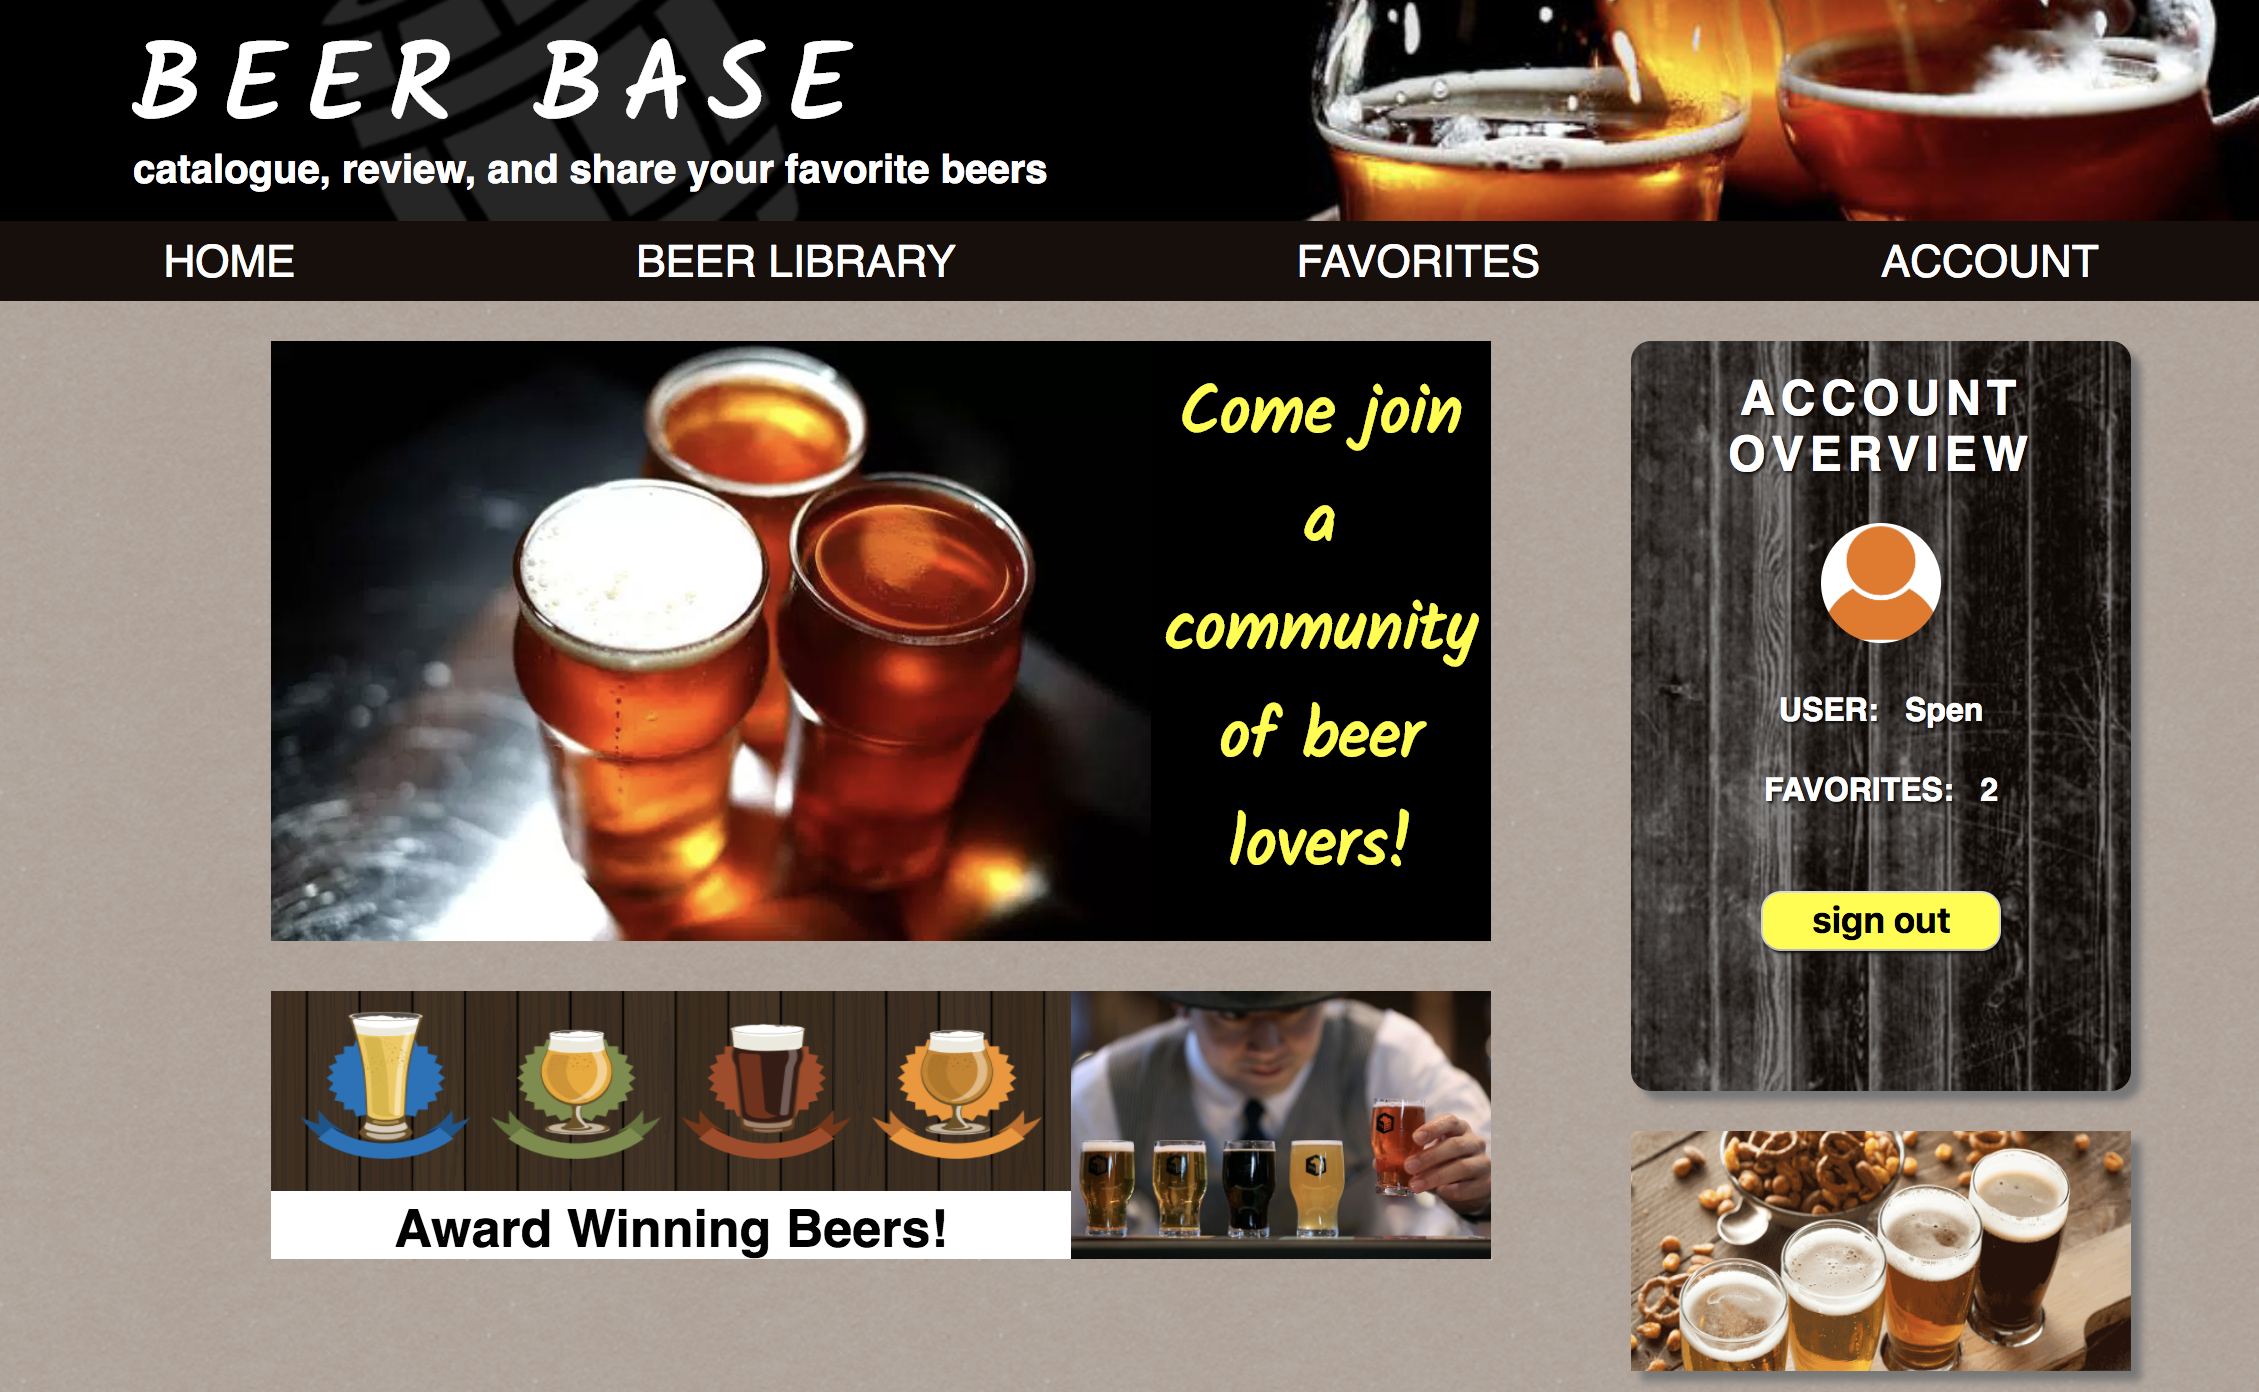 BEER BASE
catalogue, review, and share your favorite beers
HOME BEER LIBRARY FAVORITES ACCOUNT
Come join
a
community
of beer
lovers!
ACCOUNT
OVERVIEW
USER: Spen
FAVORITES: 2
sign out
Award Winning Beers!